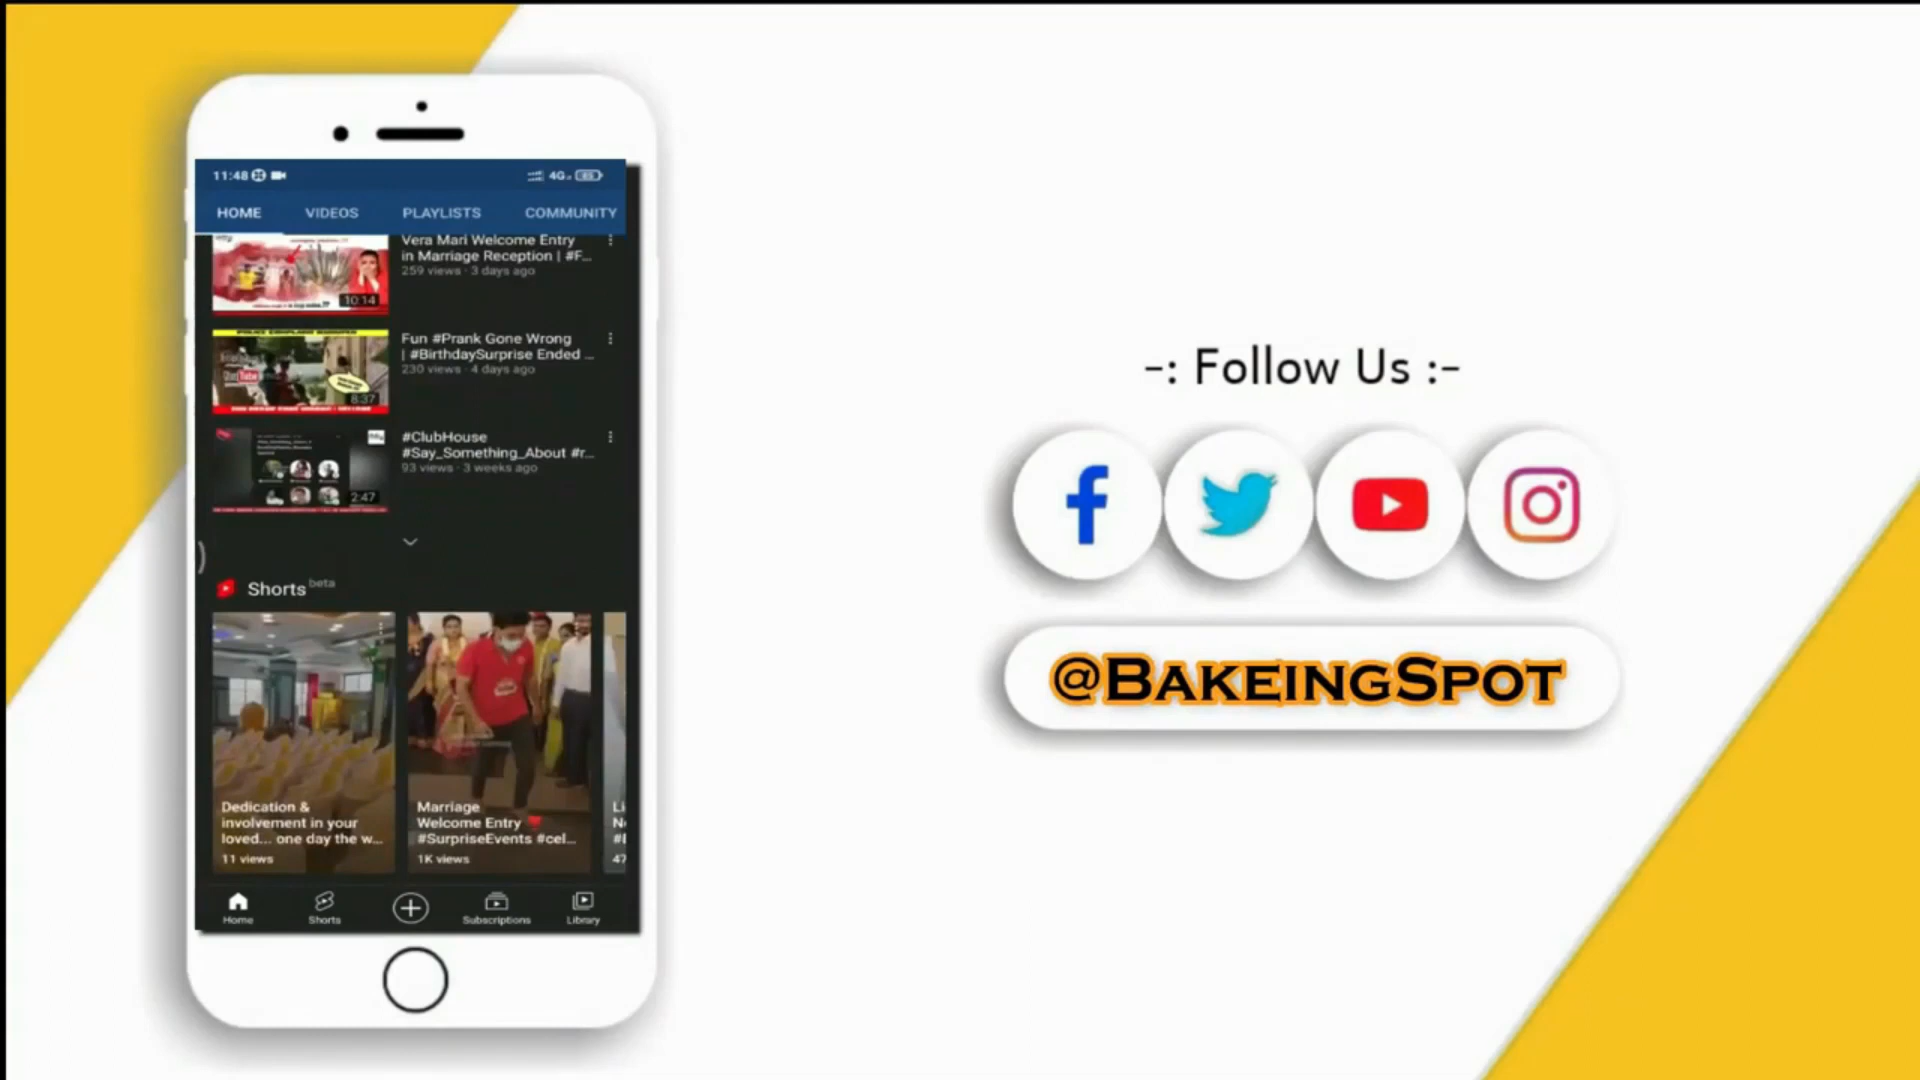 11:48
4G
HOME VIDEOS PLAYLISTS COMMUNITY
Vera Mari Welcome Entry
in Marriage Reception | #F...
259 views · 3 days ago
10:14
Fun #Prank Gone Wrong
| #BirthdaySurprise Ended ...
230 views · 4 days ago
8:37
#ClubHouse
#Say_Something_About #r...
93 views · 3 weeks ago
2:47
Shorts beta
Dedication &
involvement in your
loved... one day the w...
11 views
Marriage
Welcome Entry
#SurpriseEvents #cel...
1K views
Home Shorts Subscriptions Library
-: Follow Us :-
@BAKEINGSPOT